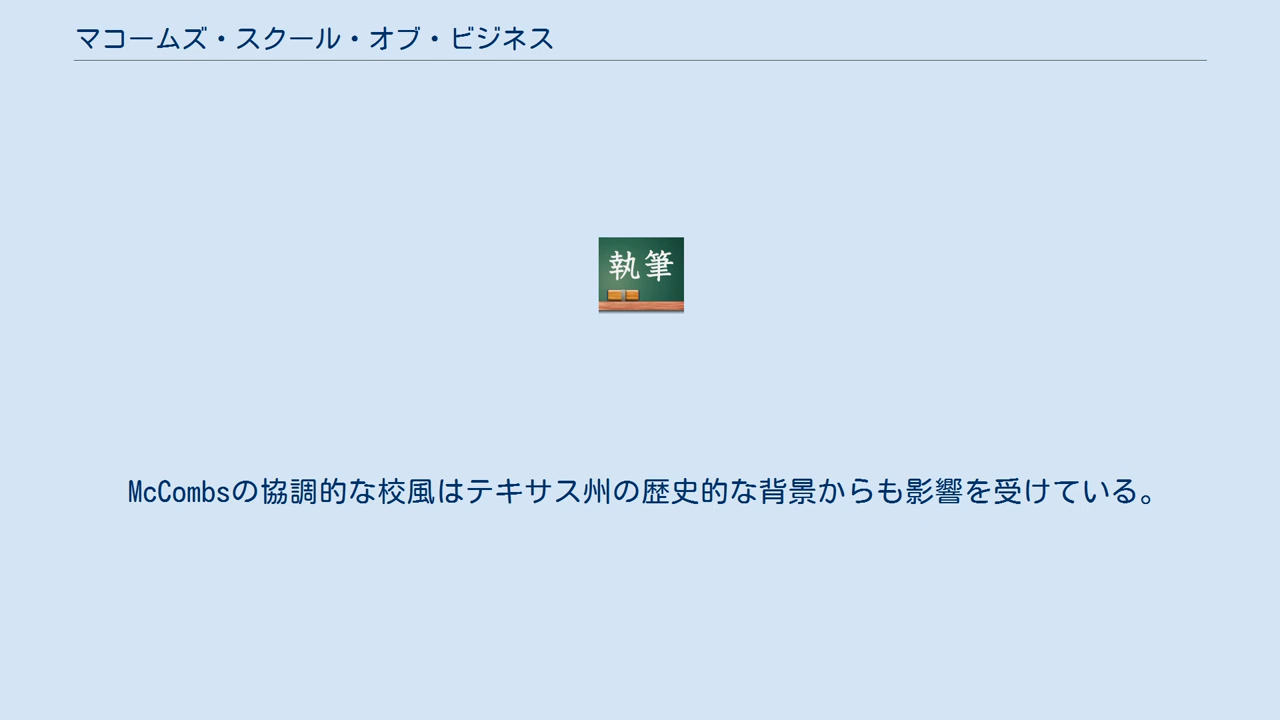 マコームズ・スクール・オブ・ビジネス
執筆
McCombsの協調的な校風はテキサス州の歴史的な背景からも影響を受けている。